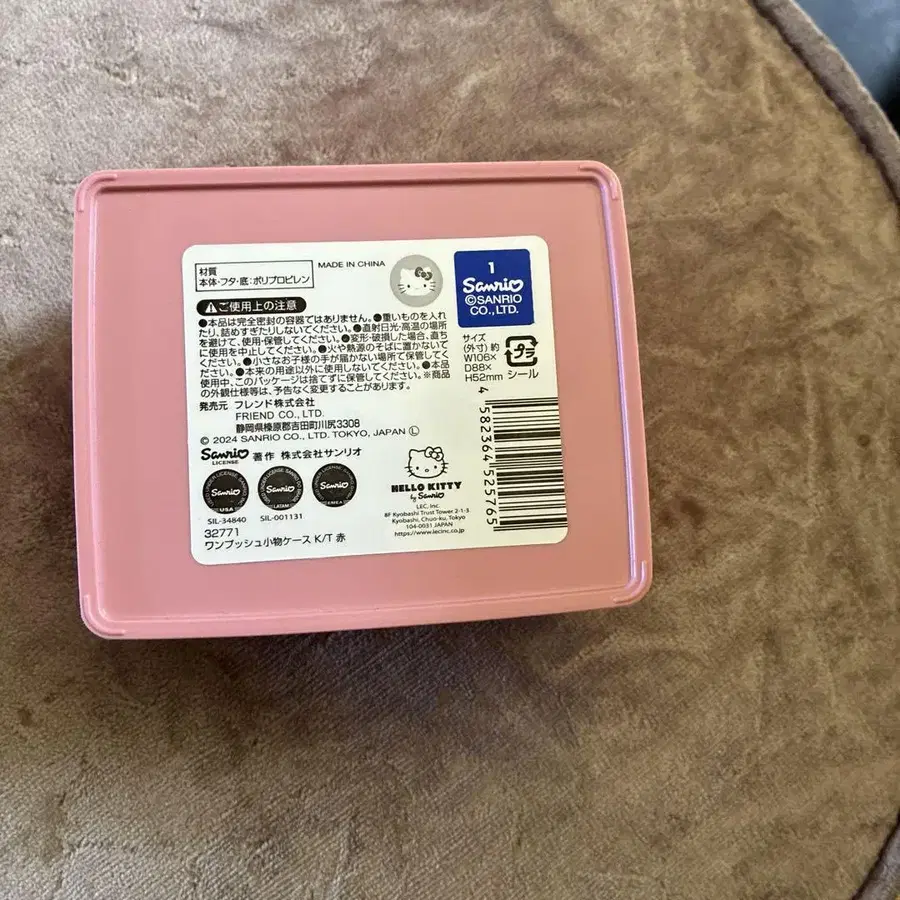 材質
本体・フタ・底:ポリプロピレン
MADE IN CHINA
1
Sanrio
©SANRIO
CO.,LTD.
ご使用上の注意
●本品は完全密封の容器ではありません。●重いものを入れ
たり、詰めすぎたりしないでください。●直射日光・高温の場所
を避けて、使用・保管してください。●変形・破損した場合、直ち
に使用を中止してください。●火や熱源のそばに置かないで
ください。●小さなお子様の手が届かない場所で保管してく
ださい。●本来の用途以外に使用しないでください。●本品
使用中、このパッケージは捨てずに保管してください。※商品
の外観仕様等は、予告なく変更することがあります。
発売元 フレンド株式会社
FRIEND CO., LTD.
静岡県榛原郡吉田町川尻3308
© 2024 SANRIO CO., LTD. TOKYO, JAPAN Ⓛ
サイズ
(外寸)約
W106×
D88×
H52mm
プラ
シール
4 582364 525765
Sanrio
LICENSE
著作 株式会社サンリオ
Sanrio
USA
Sanrio
LATAM
Sanrio
SIL-34840
SIL-001131
32771
ワンプッシュ小物ケース K/T 赤
HELLO KITTY
by Sanrio
LEC, Inc.
8F Kyobashi Trust Tower 2-1-3
Kyobashi, Chuo-ku, Tokyo
104-0031 JAPAN
https://www.lecinc.co.jp